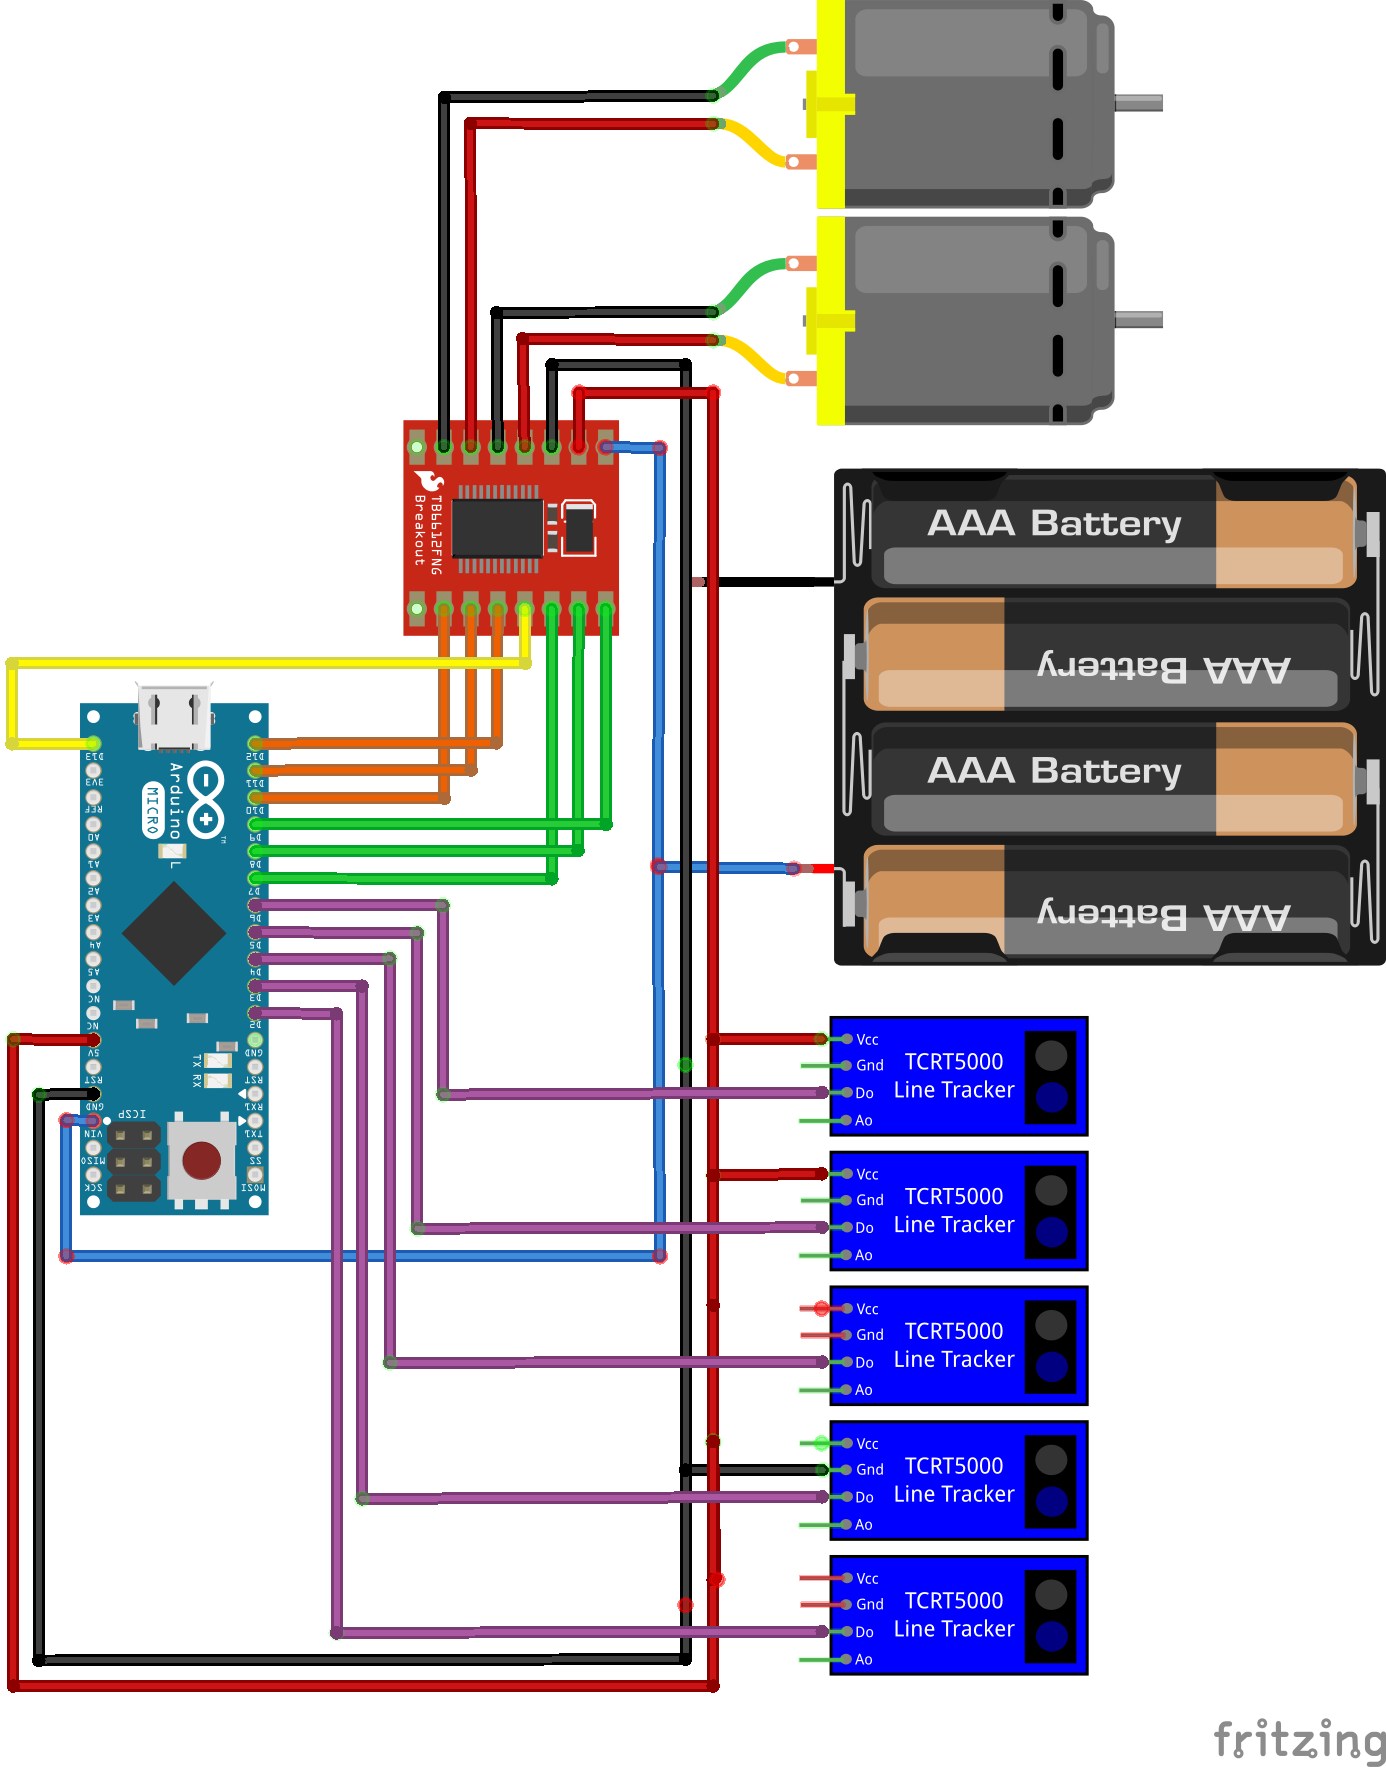 TB6612FNG
Breakout
AAA Battery
AAA Battery
AAA Battery
AAA Battery
Arduino
TM
MICRO
L
D13
3V3
REF
A0
A1
A2
A3
A4
A5
NC
NC
5V
RST
GND
VIN
MISO
SCK
D12
D11
D10
D9
D8
D7
D6
D5
D4
D3
D2
GND
RST
RX1
TX1
SS
MOSI
TX
RX
ICSP
Vcc
Gnd
Do
Ao
TCRT5000
Line Tracker
Vcc
Gnd
Do
Ao
TCRT5000
Line Tracker
Vcc
Gnd
Do
Ao
TCRT5000
Line Tracker
Vcc
Gnd
Do
Ao
TCRT5000
Line Tracker
Vcc
Gnd
Do
Ao
TCRT5000
Line Tracker
fritzing